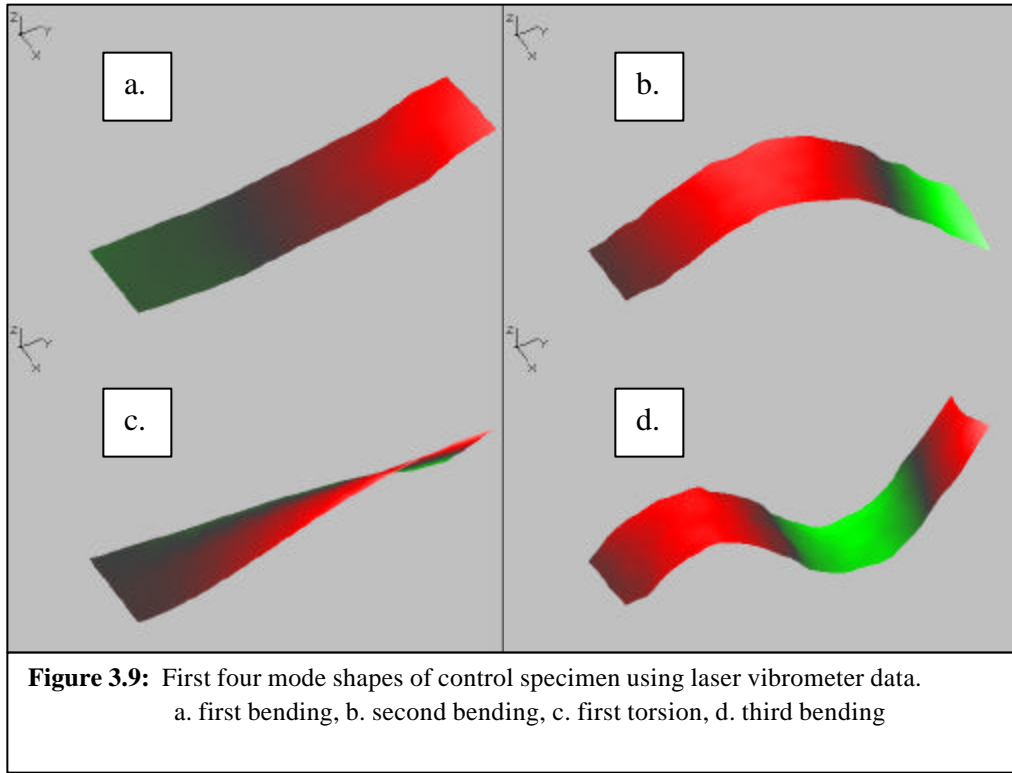 Z Y X
a.
Z Y X
b.
Z Y X
c.
Z Y X
d.
Figure 3.9: First four mode shapes of control specimen using laser vibrometer data.
a. first bending, b. second bending, c. first torsion, d. third bending